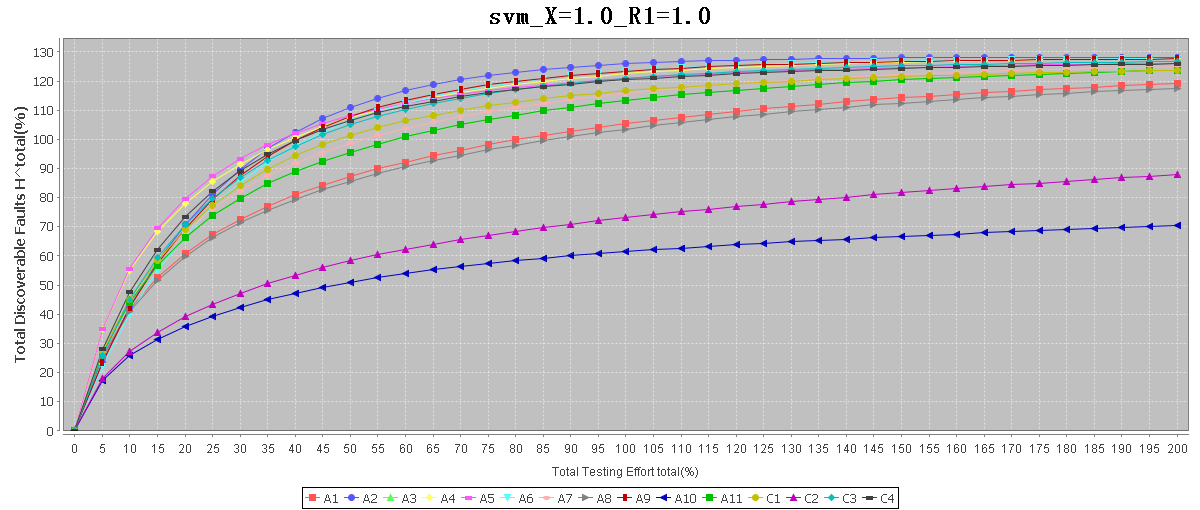 svm_X=1.0_R1=1.0
Total Discoverable Faults H^total(%)
130
120
110
100
90
80
70
60
50
40
30
20
10
0
0 5 10 15 20 25 30 35 40 45 50 55 60 65 70 75 80 85 90 95 100 105 110 115 120 125 130 135 140 145 150 155 160 165 170 175 180 185 190 195 200
Total Testing Effort total(%)
A1 A2 A3 A4 A5 A6 A7 A8 A9 A10 A11 C1 C2 C3 C4